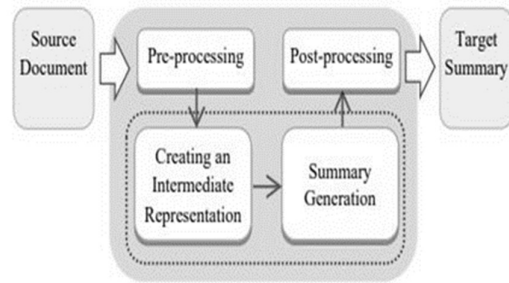 Source
Document
Pre-processing
Post-processing
Target
Summary
Creating an
Intermediate
Representation
Summary
Generation